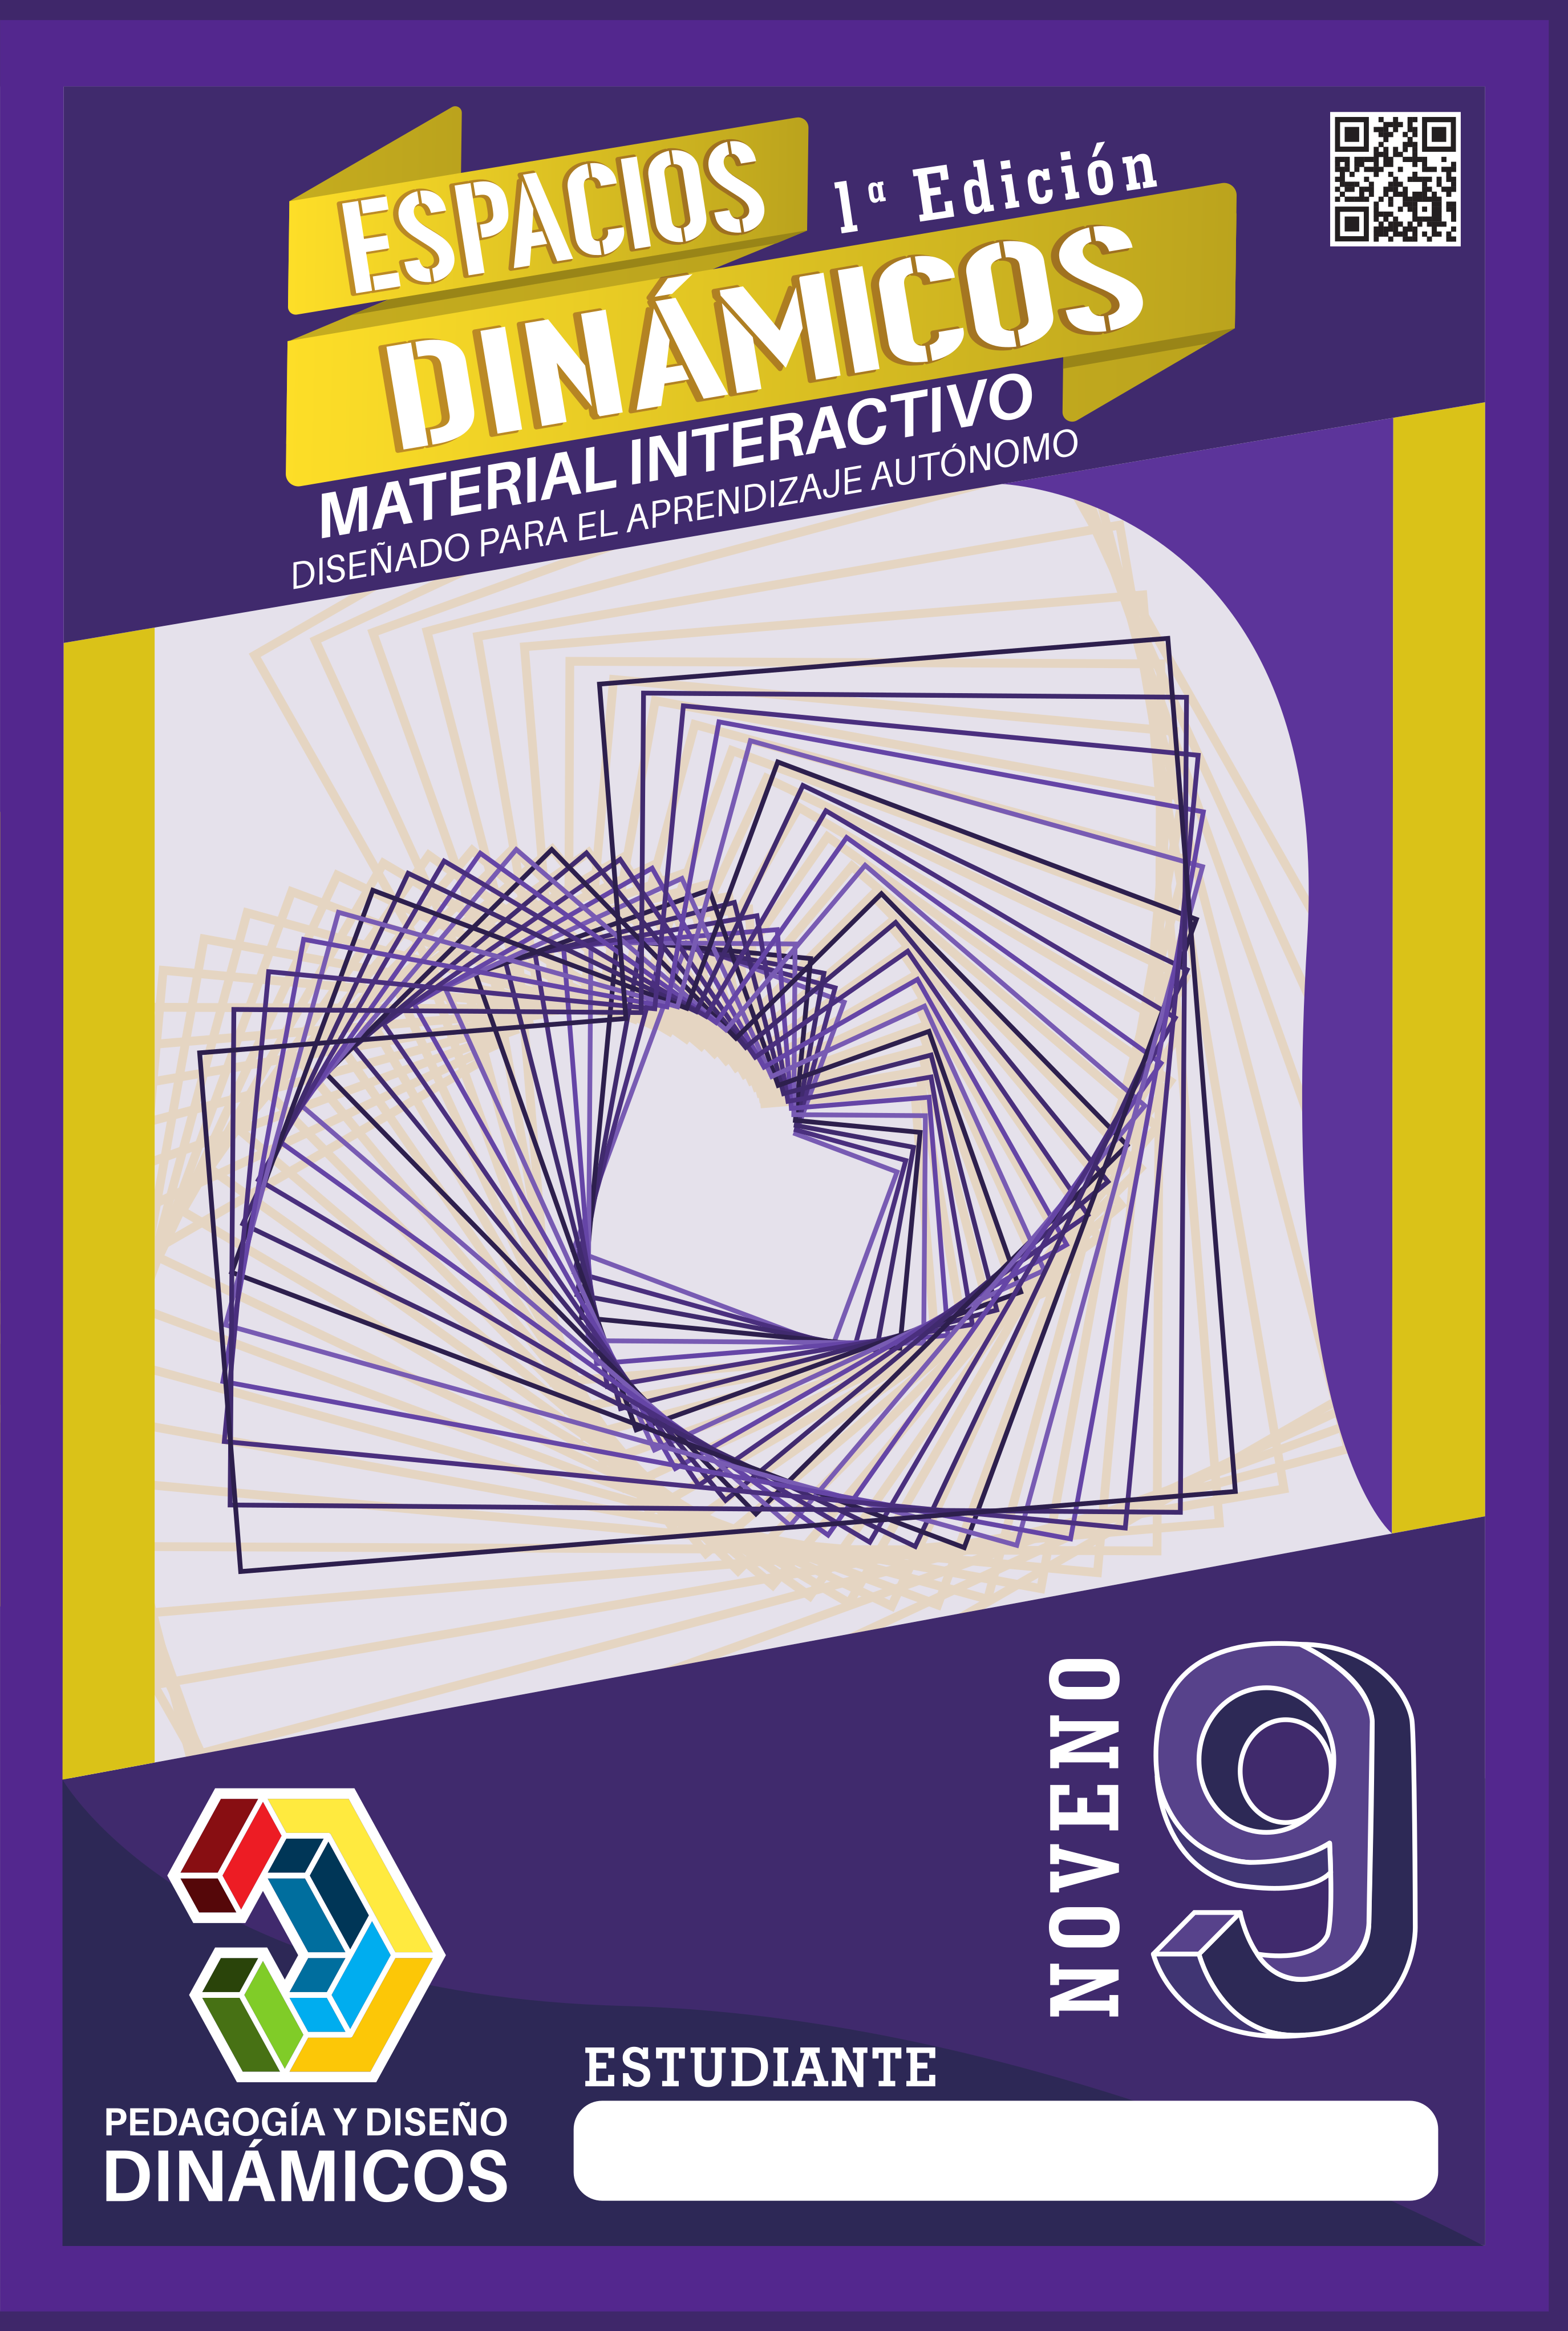 ESPACIOS
1ª Edición
DINÁMICOS
MATERIAL INTERACTIVO
DISEÑADO PARA EL APRENDIZAJE AUTÓNOMO
NOVENO
9
ESTUDIANTE
PEDAGOGÍA Y DISEÑO
DINÁMICOS